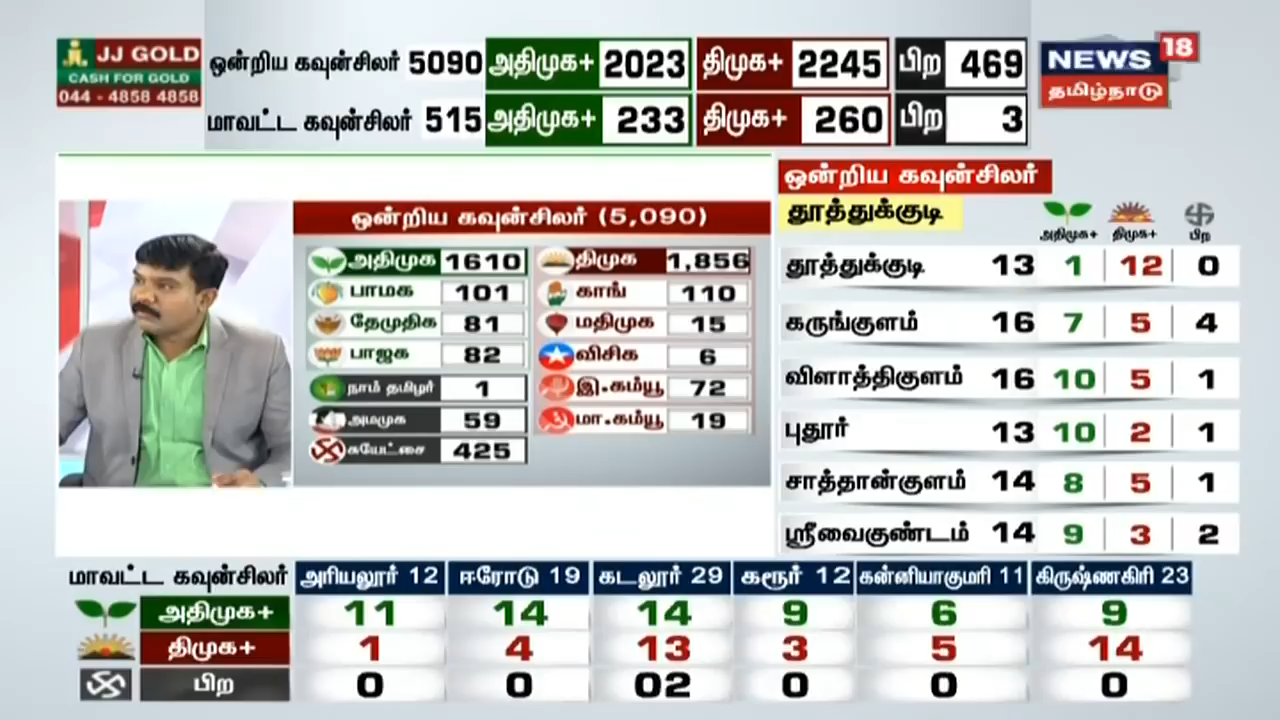 JJ GOLD
CASH FOR GOLD
044 - 4858 4858
ஒன்றிய கவுன்சிலர் 5090 அதிமுக+ 2023 திமுக+ 2245 பிற 469
மாவட்ட கவுன்சிலர் 515 அதிமுக+ 233 திமுக+ 260 பிற 3
NEWS 18
தமிழ்நாடு
ஒன்றிய கவுன்சிலர் (5,090)
அதிமுக 1610 திமுக 1,856
பாமக 101 காங் 110
தேமுதிக 81 மதிமுக 15
பாஜக 82 விசிக 6
நாம் தமிழர் 1 இ.கம்யூ 72
அமமுக 59 மா.கம்யூ 19
சுயேட்சை 425
ஒன்றிய கவுன்சிலர்
தூத்துக்குடி
அதிமுக+ திமுக+ பிற
தூத்துக்குடி 13 1 12 0
கருங்குளம் 16 7 5 4
விளாத்திகுளம் 16 10 5 1
புதூர் 13 10 2 1
சாத்தான்குளம் 14 8 5 1
ஸ்ரீவைகுண்டம் 14 9 3 2
மாவட்ட கவுன்சிலர் அரியலூர் 12 ஈரோடு 19 கடலூர் 29 கரூர் 12 கன்னியாகுமரி 11 கிருஷ்ணகிரி 23
அதிமுக+ 11 14 14 9 6 9
திமுக+ 1 4 13 3 5 14
பிற 0 0 02 0 0 0